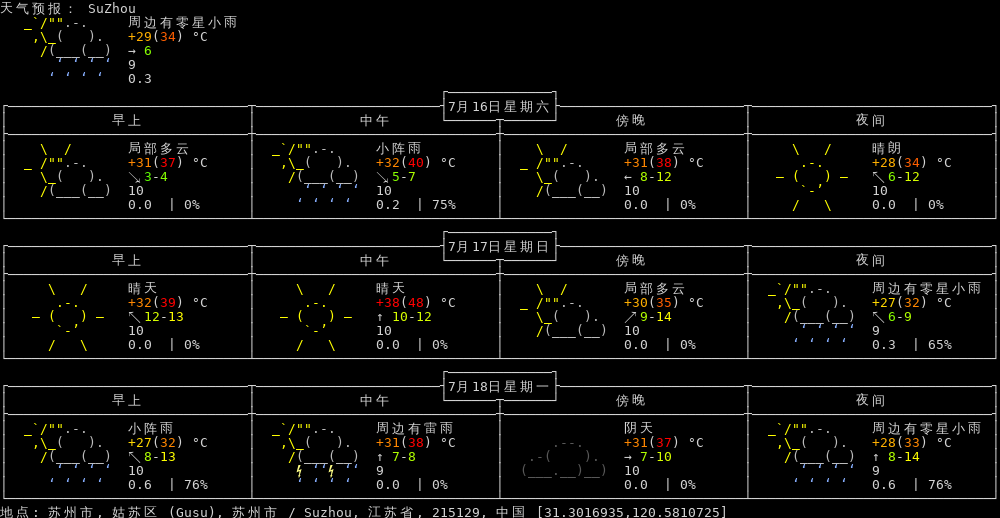 天气预报: SuZhou
周边有零星小雨
+29(34) °C
→ 6
9
0.3
7月16日星期六
早上 中午 傍晚 夜间
局部多云 小阵雨 局部多云 晴朗
+31(37) °C +32(40) °C +31(38) °C +28(34) °C
↘ 3-4 ↘ 5-7 ← 8-12 ↖ 6-12
10 10 10 10
0.0 | 0% 0.2 | 75% 0.0 | 0% 0.0 | 0%
7月17日星期日
早上 中午 傍晚 夜间
晴天 晴天 局部多云 周边有零星小雨
+32(39) °C +38(48) °C +30(35) °C +27(32) °C
↖ 12-13 ↑ 10-12 ↗ 9-14 ↖ 6-9
10 10 10 9
0.0 | 0% 0.0 | 0% 0.0 | 0% 0.3 | 65%
7月18日星期一
早上 中午 傍晚 夜间
小阵雨 周边有雷雨 阴天 周边有零星小雨
+27(32) °C +31(38) °C +31(37) °C +28(33) °C
↖ 8-13 ↑ 7-8 → 7-10 ↑ 8-14
10 9 10 9
0.6 | 76% 0.0 | 0% 0.0 | 0% 0.6 | 76%
地点: 苏州市, 姑苏区 (Gusu), 苏州市 / Suzhou, 江苏省, 215129, 中国 [31.3016935,120.5810725]